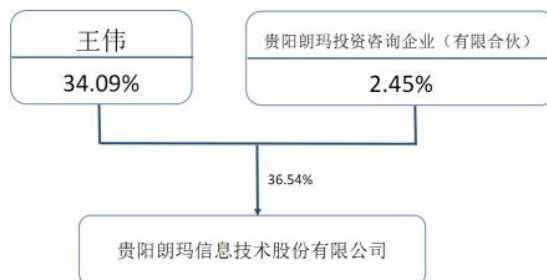 王伟
34.09%
贵阳朗玛投资咨询企业（有限合伙）
2.45%
36.54%
贵阳朗玛信息技术股份有限公司